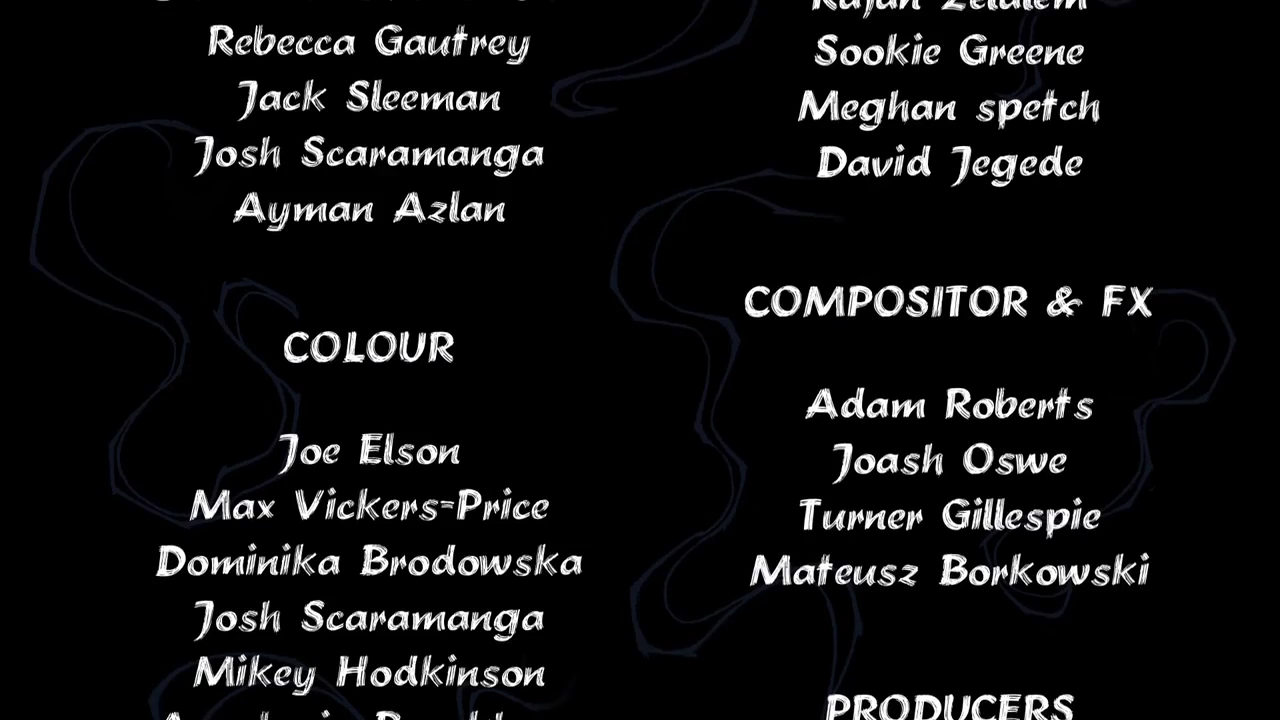 Rebecca Gautrey
Jack Sleeman
Josh Scaramanga
Ayman Azlan
COLOUR
Joe Elson
Max Vickers-Price
Dominika Brodowska
Josh Scaramanga
Mikey Hodkinson
Sookie Greene
Meghan spetch
David Jegede
COMPOSITOR & FX
Adam Roberts
Joash Oswe
Turner Gillespie
Mateusz Borkowski
PRODUCERS